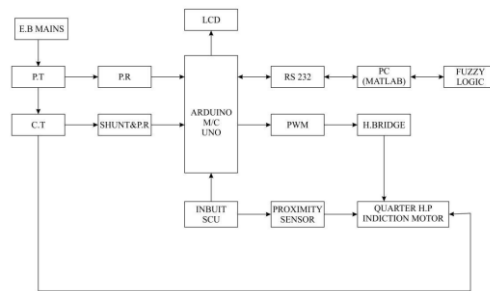 LCD
E.B MAINS
P.T
P.R
ARDUINO
M/C
UNO
RS 232
PC
(MATLAB)
FUZZY
LOGIC
C.T
SHUNT&P.R
PWM
H.BRIDGE
INBUIT
SCU
PROXIMITY
SENSOR
QUARTER H.P
INDICTION MOTOR